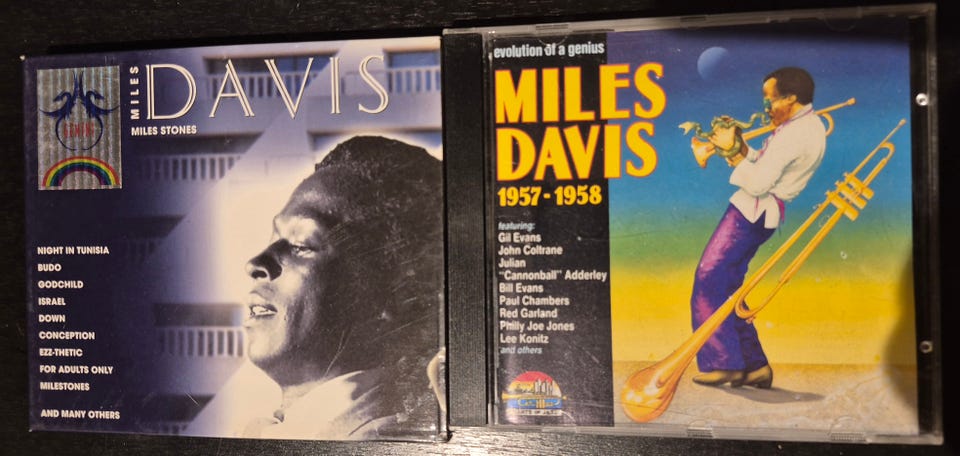 MILES
DAVIS
MILES STONES
GEMINI
NIGHT IN TUNISIA
BUDO
GODCHILD
ISRAEL
DOWN
CONCEPTION
EZZ-THETIC
FOR ADULTS ONLY
MILESTONES
AND MANY OTHERS
evolution of a genius
MILES
DAVIS
1957-1958
featuring:
Gil Evans
John Coltrane
Julian
"Cannonball" Adderley
Bill Evans
Paul Chambers
Red Garland
Philly Joe Jones
Lee Konitz
and others